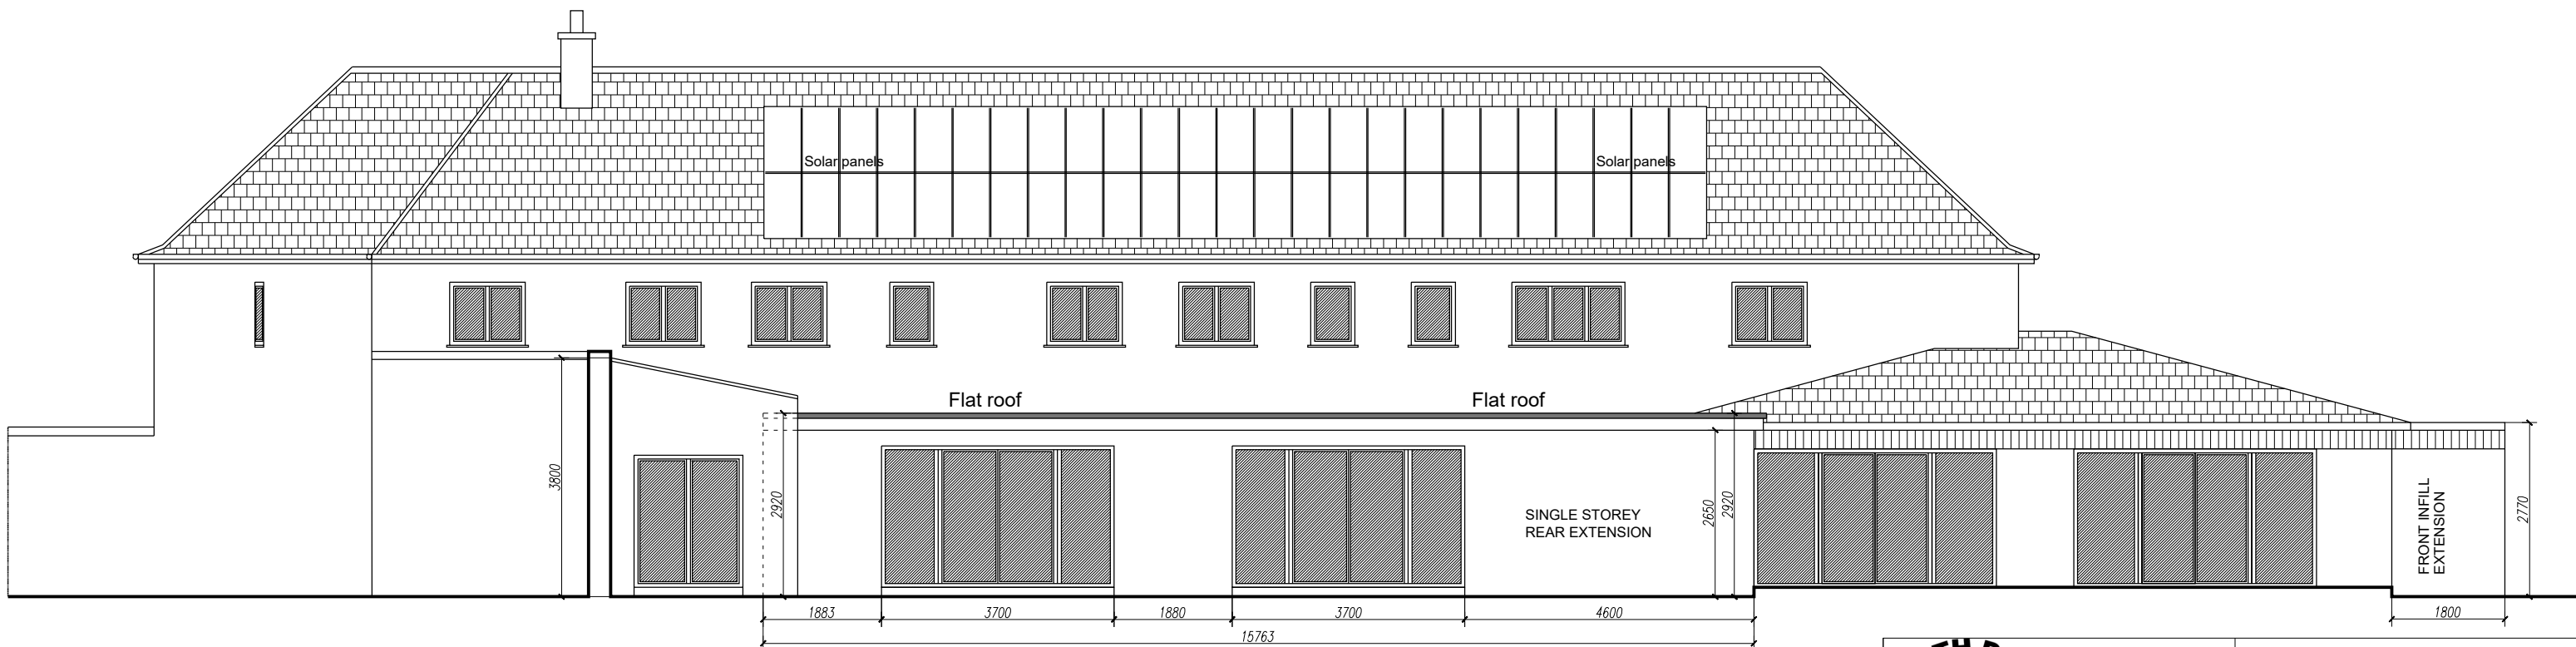 Solar panels
Solar panels
Flat roof
Flat roof
3800
2920
SINGLE STOREY
REAR EXTENSION
2650
2920
FRONT INFILL
EXTENSION
2770
1883
3700
1880
3700
4600
1800
15763